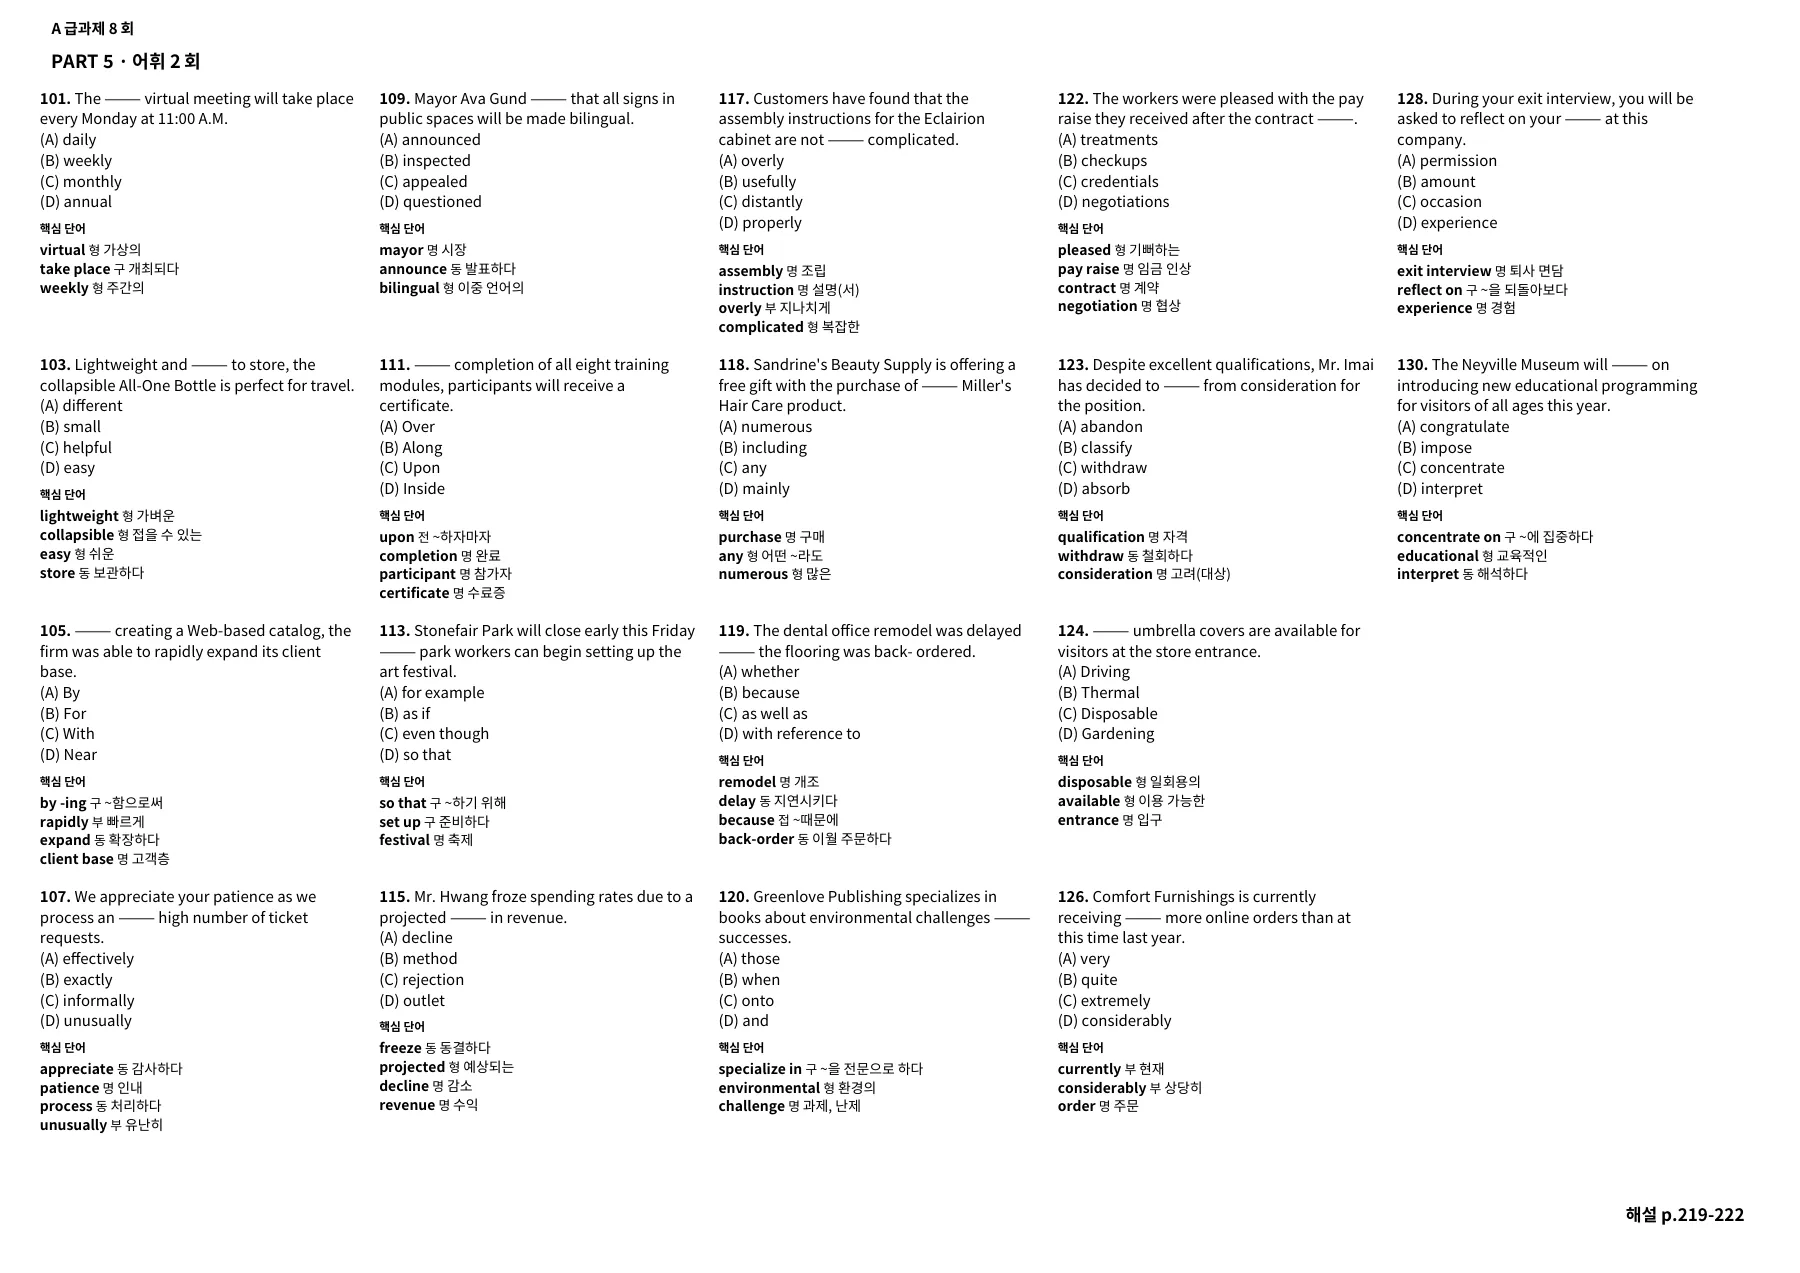 A 급과제 8 회
PART 5 · 어휘 2 회
101. The ——– virtual meeting will take place
every Monday at 11:00 A.M.
(A) daily
(B) weekly
(C) monthly
(D) annual
핵심 단어
virtual 형 가상의
take place 구 개최되다
weekly 형 주간의
103. Lightweight and ——– to store, the
collapsible All-One Bottle is perfect for travel.
(A) different
(B) small
(C) helpful
(D) easy
핵심 단어
lightweight 형 가벼운
collapsible 형 접을 수 있는
easy 형 쉬운
store 동 보관하다
105. ——– creating a Web-based catalog, the
firm was able to rapidly expand its client
base.
(A) By
(B) For
(C) With
(D) Near
핵심 단어
by -ing 구 ~함으로써
rapidly 부 빠르게
expand 동 확장하다
client base 명 고객층
107. We appreciate your patience as we
process an ——– high number of ticket
requests.
(A) effectively
(B) exactly
(C) informally
(D) unusually
핵심 단어
appreciate 동 감사하다
patience 명 인내
process 동 처리하다
unusually 부 유난히
109. Mayor Ava Gund ——– that all signs in
public spaces will be made bilingual.
(A) announced
(B) inspected
(C) appealed
(D) questioned
핵심 단어
mayor 명 시장
announce 동 발표하다
bilingual 형 이중 언어의
111. ——– completion of all eight training
modules, participants will receive a
certificate.
(A) Over
(B) Along
(C) Upon
(D) Inside
핵심 단어
upon 전 ~하자마자
completion 명 완료
participant 명 참가자
certificate 명 수료증
113. Stonefair Park will close early this Friday
——– park workers can begin setting up the
art festival.
(A) for example
(B) as if
(C) even though
(D) so that
핵심 단어
so that 구 ~하기 위해
set up 구 준비하다
festival 명 축제
115. Mr. Hwang froze spending rates due to a
projected ——– in revenue.
(A) decline
(B) method
(C) rejection
(D) outlet
핵심 단어
freeze 동 동결하다
projected 형 예상되는
decline 명 감소
revenue 명 수익
117. Customers have found that the
assembly instructions for the Eclairion
cabinet are not ——– complicated.
(A) overly
(B) usefully
(C) distantly
(D) properly
핵심 단어
assembly 명 조립
instruction 명 설명(서)
overly 부 지나치게
complicated 형 복잡한
118. Sandrine's Beauty Supply is offering a
free gift with the purchase of ——– Miller's
Hair Care product.
(A) numerous
(B) including
(C) any
(D) mainly
핵심 단어
purchase 명 구매
any 형 어떤 ~라도
numerous 형 많은
119. The dental office remodel was delayed
——– the flooring was back- ordered.
(A) whether
(B) because
(C) as well as
(D) with reference to
핵심 단어
remodel 명 개조
delay 동 지연시키다
because 접 ~때문에
back-order 동 이월 주문하다
120. Greenlove Publishing specializes in
books about environmental challenges ——–
successes.
(A) those
(B) when
(C) onto
(D) and
핵심 단어
specialize in 구 ~을 전문으로 하다
environmental 형 환경의
challenge 명 과제, 난제
122. The workers were pleased with the pay
raise they received after the contract ——–.
(A) treatments
(B) checkups
(C) credentials
(D) negotiations
핵심 단어
pleased 형 기뻐하는
pay raise 명 임금 인상
contract 명 계약
negotiation 명 협상
123. Despite excellent qualifications, Mr. Imai
has decided to ——– from consideration for
the position.
(A) abandon
(B) classify
(C) withdraw
(D) absorb
핵심 단어
qualification 명 자격
withdraw 동 철회하다
consideration 명 고려(대상)
124. ——– umbrella covers are available for
visitors at the store entrance.
(A) Driving
(B) Thermal
(C) Disposable
(D) Gardening
핵심 단어
disposable 형 일회용의
available 형 이용 가능한
entrance 명 입구
126. Comfort Furnishings is currently
receiving ——– more online orders than at
this time last year.
(A) very
(B) quite
(C) extremely
(D) considerably
핵심 단어
currently 부 현재
considerably 부 상당히
order 명 주문
128. During your exit interview, you will be
asked to reflect on your ——– at this
company.
(A) permission
(B) amount
(C) occasion
(D) experience
핵심 단어
exit interview 명 퇴사 면담
reflect on 구 ~을 되돌아보다
experience 명 경험
130. The Neyville Museum will ——– on
introducing new educational programming
for visitors of all ages this year.
(A) congratulate
(B) impose
(C) concentrate
(D) interpret
핵심 단어
concentrate on 구 ~에 집중하다
educational 형 교육적인
interpret 동 해석하다
해설 p.219-222